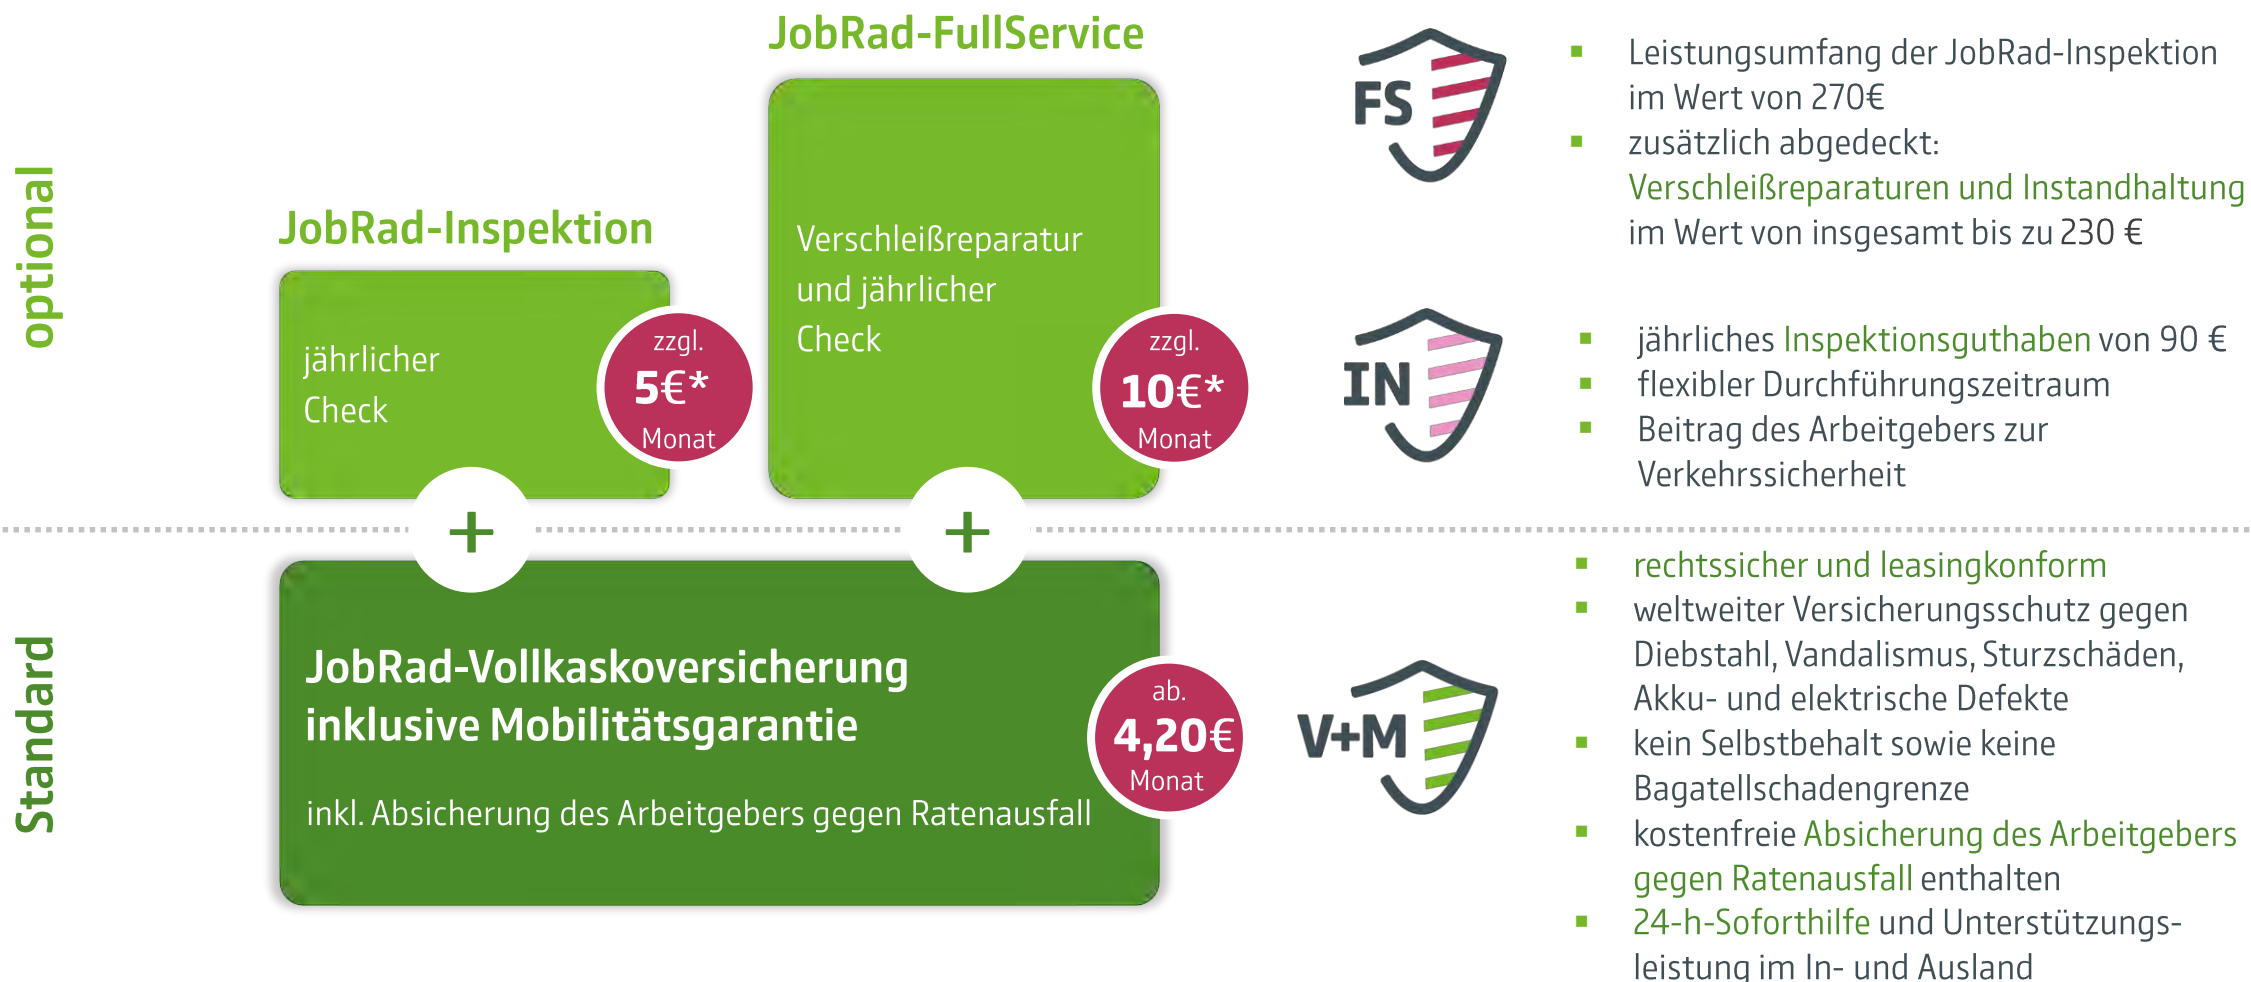 optional
JobRad-Inspektion
jährlicher
Check
zzgl.
5€*
Monat
JobRad-FullService
Verschleißreparatur
und jährlicher
Check
zzgl.
10€*
Monat
FS
Leistungsumfang der JobRad-Inspektion
im Wert von 270€
zusätzlich abgedeckt:
Verschleißreparaturen und Instandhaltung
im Wert von insgesamt bis zu 230 €
IN
jährliches Inspektionsguthaben von 90 €
flexibler Durchführungszeitraum
Beitrag des Arbeitgebers zur
Verkehrssicherheit
+
+
Standard
JobRad-Vollkaskoversicherung
inklusive Mobilitätsgarantie
inkl. Absicherung des Arbeitgebers gegen Ratenausfall
ab.
4,20€
Monat
V+M
rechtssicher und leasingkonform
weltweiter Versicherungsschutz gegen
Diebstahl, Vandalismus, Sturzschäden,
Akku- und elektrische Defekte
kein Selbstbehalt sowie keine
Bagatellschadengrenze
kostenfreie Absicherung des Arbeitgebers
gegen Ratenausfall enthalten
24-h-Soforthilfe und Unterstützungs-
leistung im In- und Ausland